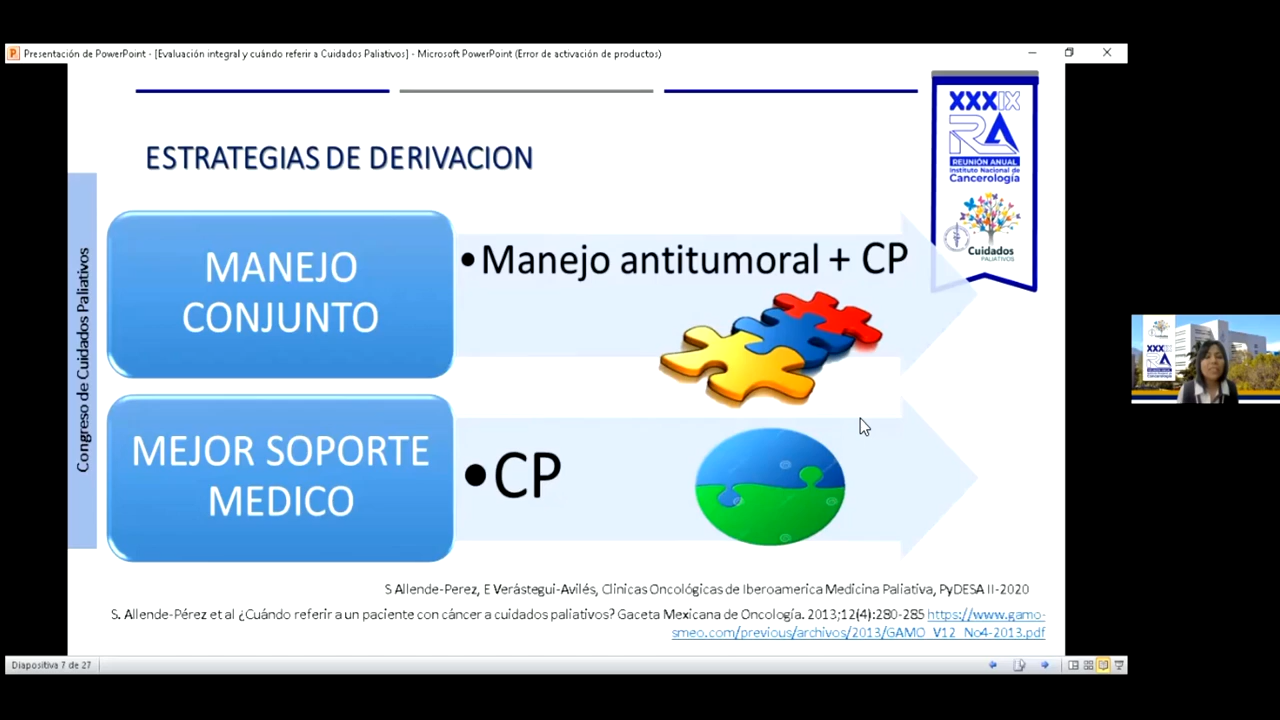 Presentación de PowerPoint - [Evaluación integral y cuándo referir a Cuidados Paliativos] - Microsoft PowerPoint (Error de activación de productos)
XXXIX
RA
REUNIÓN ANUAL
Instituto Nacional de
Cancerología
Cuidados
PALIATIVOS
ESTRATEGIAS DE DERIVACION
Congreso de Cuidados Paliativos
MANEJO
CONJUNTO
•Manejo antitumoral + CP
MEJOR SOPORTE
MEDICO
•CP
S Allende-Perez, E Verástegui-Avilés, Clinicas Oncológicas de Iberoamerica Medicina Paliativa, PyDESA II-2020
S. Allende-Pérez et al ¿Cuándo referir a un paciente con cáncer a cuidados paliativos? Gaceta Mexicana de Oncología. 2013;12(4):280-285 https://www.gamo-
smeo.com/previous/archivos/2013/GAMO_V12_No4-2013.pdf
Diapositiva 7 de 27
XXXIX
RA